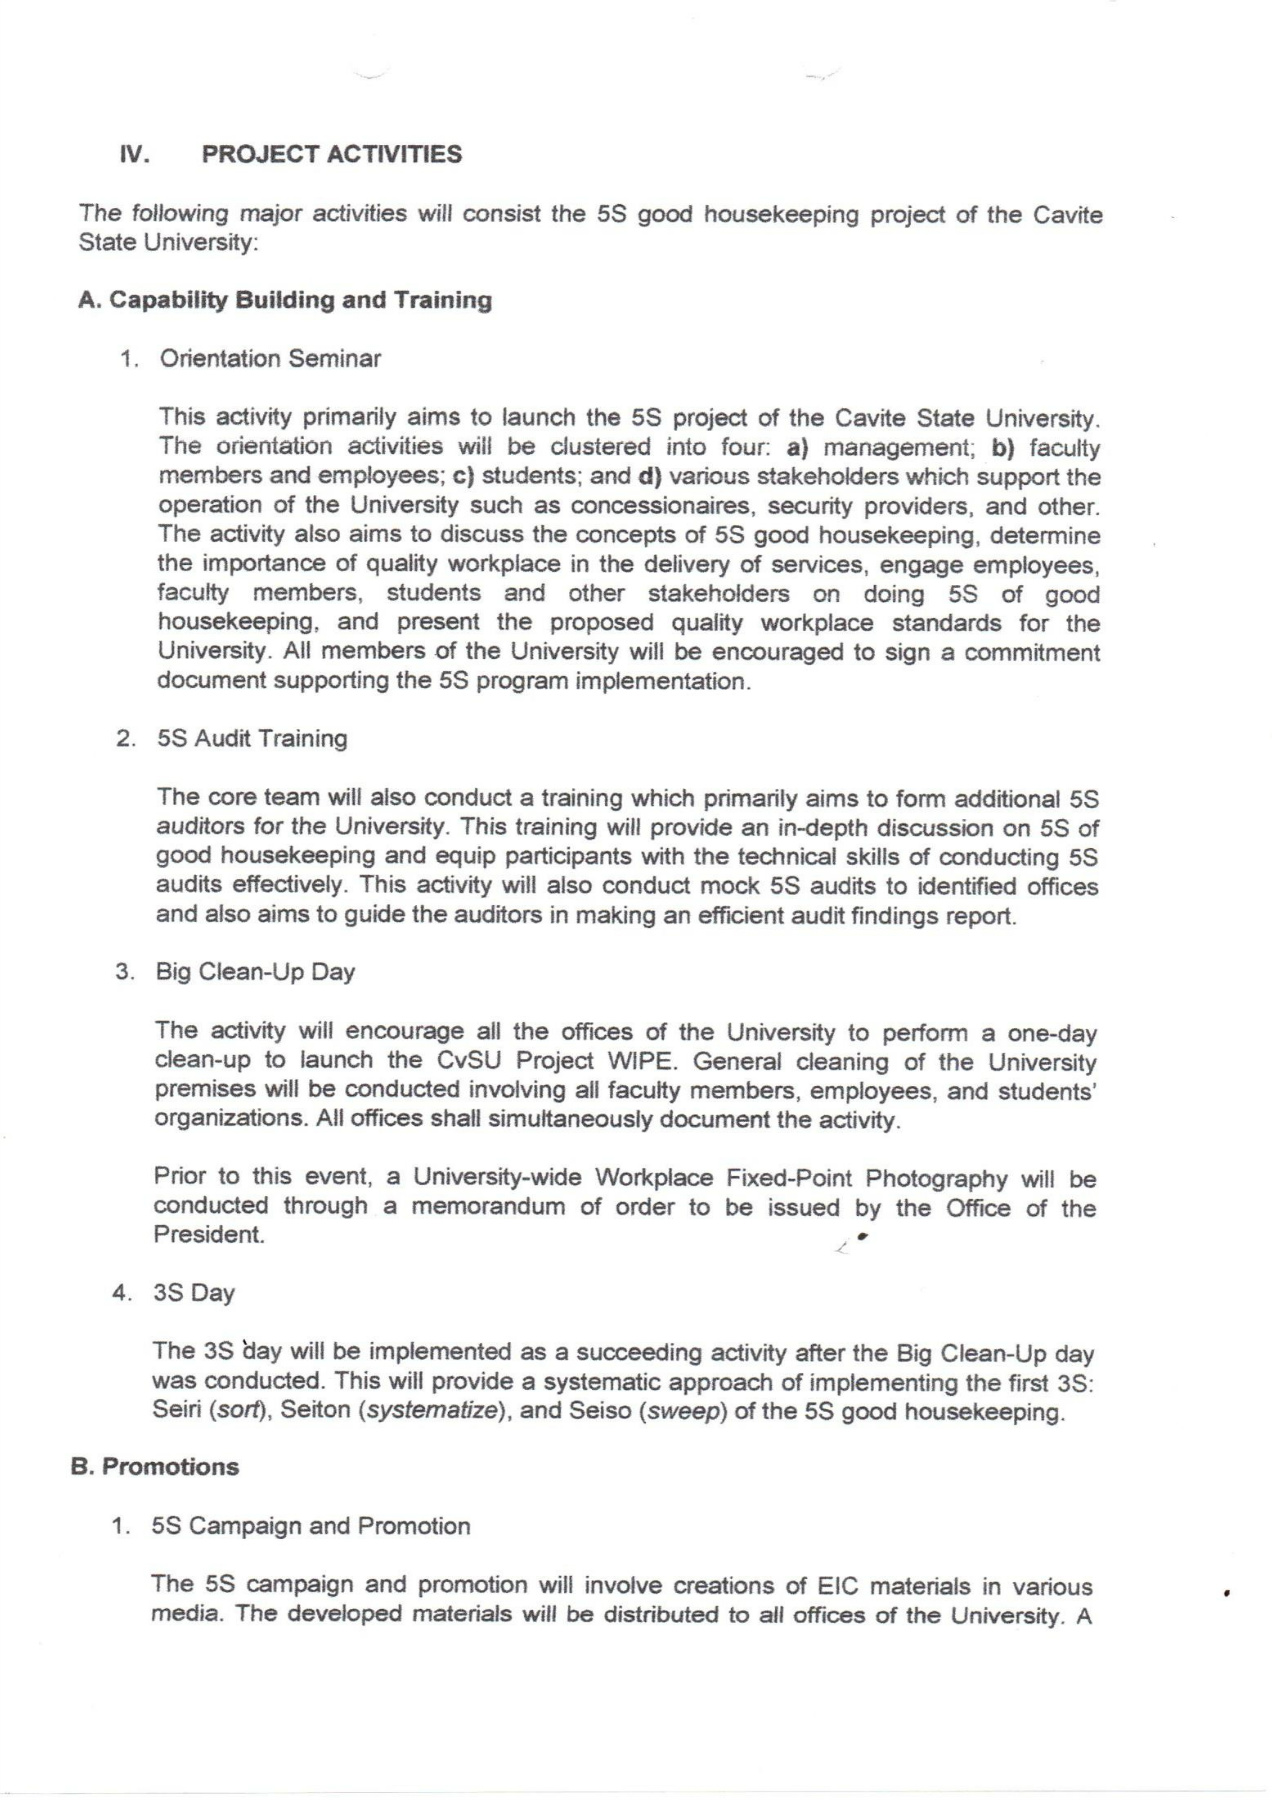 IV. PROJECT ACTIVITIES
The following major activities will consist the 5S good housekeeping project of the Cavite
State University:
A. Capability Building and Training
1. Orientation Seminar
This activity primarily aims to launch the 5S project of the Cavite State University.
The orientation activities will be clustered into four: a) management; b) faculty
members and employees; c) students; and d) various stakeholders which support the
operation of the University such as concessionaires, security providers, and other.
The activity also aims to discuss the concepts of 5S good housekeeping, determine
the importance of quality workplace in the delivery of services, engage employees,
faculty members, students and other stakeholders on doing 5S of good
housekeeping, and present the proposed quality workplace standards for the
University. All members of the University will be encouraged to sign a commitment
document supporting the 5S program implementation.
2. 5S Audit Training
The core team will also conduct a training which primarily aims to form additional 5S
auditors for the University. This training will provide an in-depth discussion on 5S of
good housekeeping and equip participants with the technical skills of conducting 5S
audits effectively. This activity will also conduct mock 5S audits to identified offices
and also aims to guide the auditors in making an efficient audit findings report.
3. Big Clean-Up Day
The activity will encourage all the offices of the University to perform a one-day
clean-up to launch the CvSU Project WIPE. General cleaning of the University
premises will be conducted involving all faculty members, employees, and students'
organizations. All offices shall simultaneously document the activity.
Prior to this event, a University-wide Workplace Fixed-Point Photography will be
conducted through a memorandum of order to be issued by the Office of the
President.
4. 3S Day
The 3S day will be implemented as a succeeding activity after the Big Clean-Up day
was conducted. This will provide a systematic approach of implementing the first 3S:
Seiri (sort), Seiton (systematize), and Seiso (sweep) of the 5S good housekeeping.
B. Promotions
1. 5S Campaign and Promotion
The 5S campaign and promotion will involve creations of EIC materials in various
media. The developed materials will be distributed to all offices of the University. A